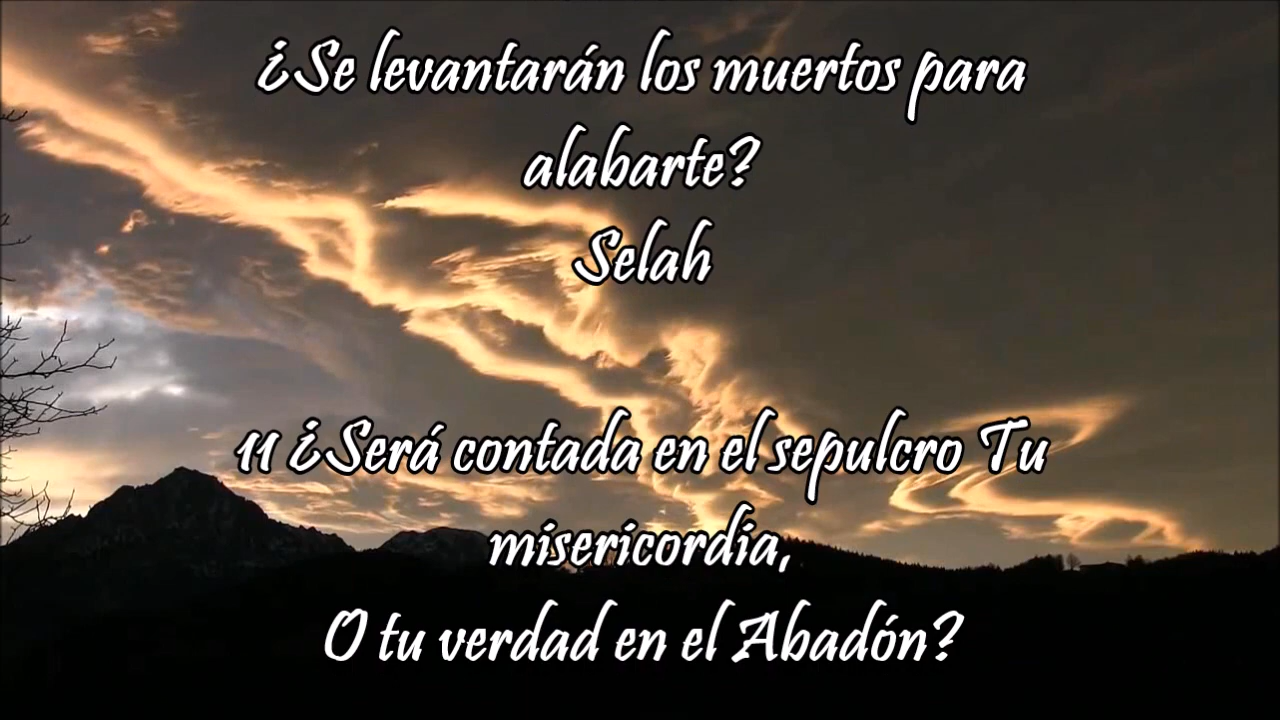 ¿Se levantarán los muertos para
alabarte?
Selah
11 ¿Será contada en el sepulcro Tu
misericordia,
O tu verdad en el Abadón?